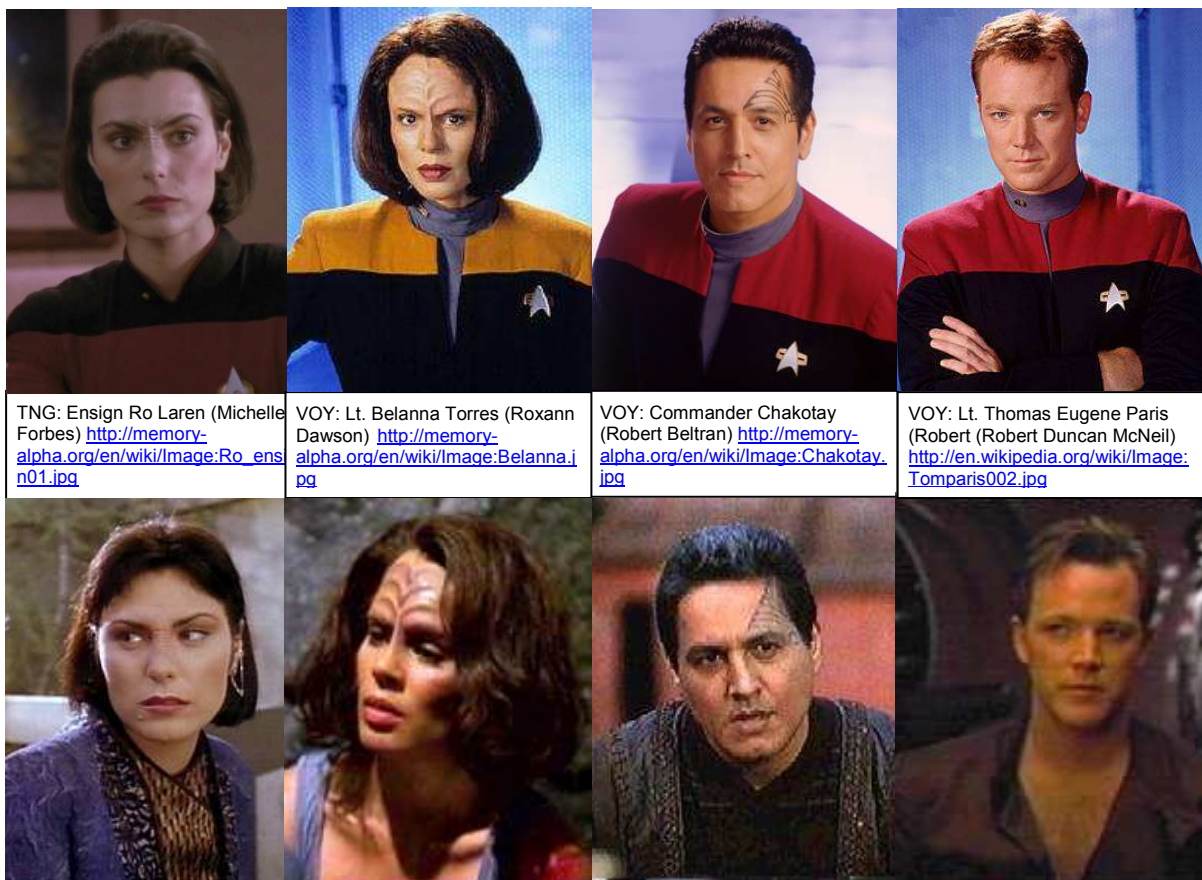 TNG: Ensign Ro Laren (Michelle
Forbes) http://memory-
alpha.org/en/wiki/Image:Ro_ensi
n01.jpg
VOY: Lt. Belanna Torres (Roxann
Dawson) http://memory-
alpha.org/en/wiki/Image:Belanna.j
pg
VOY: Commander Chakotay
(Robert Beltran) http://memory-
alpha.org/en/wiki/Image:Chakotay.
jpg
VOY: Lt. Thomas Eugene Paris
(Robert (Robert Duncan McNeil)
http://en.wikipedia.org/wiki/Image:
Tomparis002.jpg